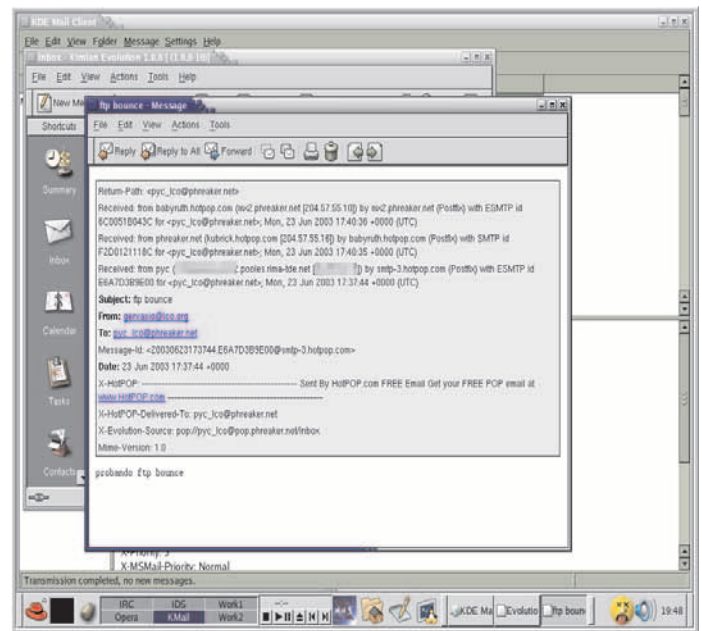 KDE Mail Client
File Edit View Folder Message Settings Help
Inbox - Ximian Evolution 1.0.8 [1.0.8-10]
File Edit View Actions Tools Help
New Me
ftp bounce - Message
Shortcuts
File Edit View Actions Tools
Reply Reply to All Forward
Summary
Inbox
Calendar
Tasks
Contacts
Return-Path: <pyc_lco@phreaker.net>
Received: from babyruth.hotpop.com (mx2.phreaker.net [204.57.55.10]) by mx2.phreaker.net (Postfix) with ESMTP id
6C0051B043C for <pyc_lco@phreaker.net>; Mon, 23 Jun 2003 17:40:36 +0000 (UTC)
Received: from phreaker.net (kubrick.hotpop.com [204.57.55.16]) by babyruth.hotpop.com (Postfix) with SMTP id
F2D0121118C for <pyc_lco@phreaker.net>; Mon, 23 Jun 2003 17:40:35 +0000 (UTC)
Received: from pyc ( 2.pooles.rima-tde.net [ ]) by smtp-3.hotpop.com (Postfix) with ESMTP id
E6A7D3B9E00 for <pyc_lco@phreaker.net>; Mon, 23 Jun 2003 17:37:44 +0000 (UTC)
Subject: ftp bounce
From: gervasio@lco.org
To: pyc_lco@phreaker.net
Message-Id: <20030623173744.E6A7D3B9E00@smtp-3.hotpop.com>
Date: 23 Jun 2003 17:37:44 +0000
X-HotPOP: ----------------------------------------------- Sent By HotPOP.com FREE Email Get your FREE POP email at
www.HotPOP.com -----------------------------------------------
X-HotPOP-Delivered-To: pyc_lco@phreaker.net
X-Evolution-Source: pop://pyc_lco@pop.phreaker.net/inbox
Mime-Version: 1.0
probando ftp bounce
X-Priority: 3
X-MSMail-Priority: Normal
Transmission completed, no new messages.
IRC IDS Work1
Opera KMail Work2
--:--
KDE Ma Evolutio ftp boun
19:48